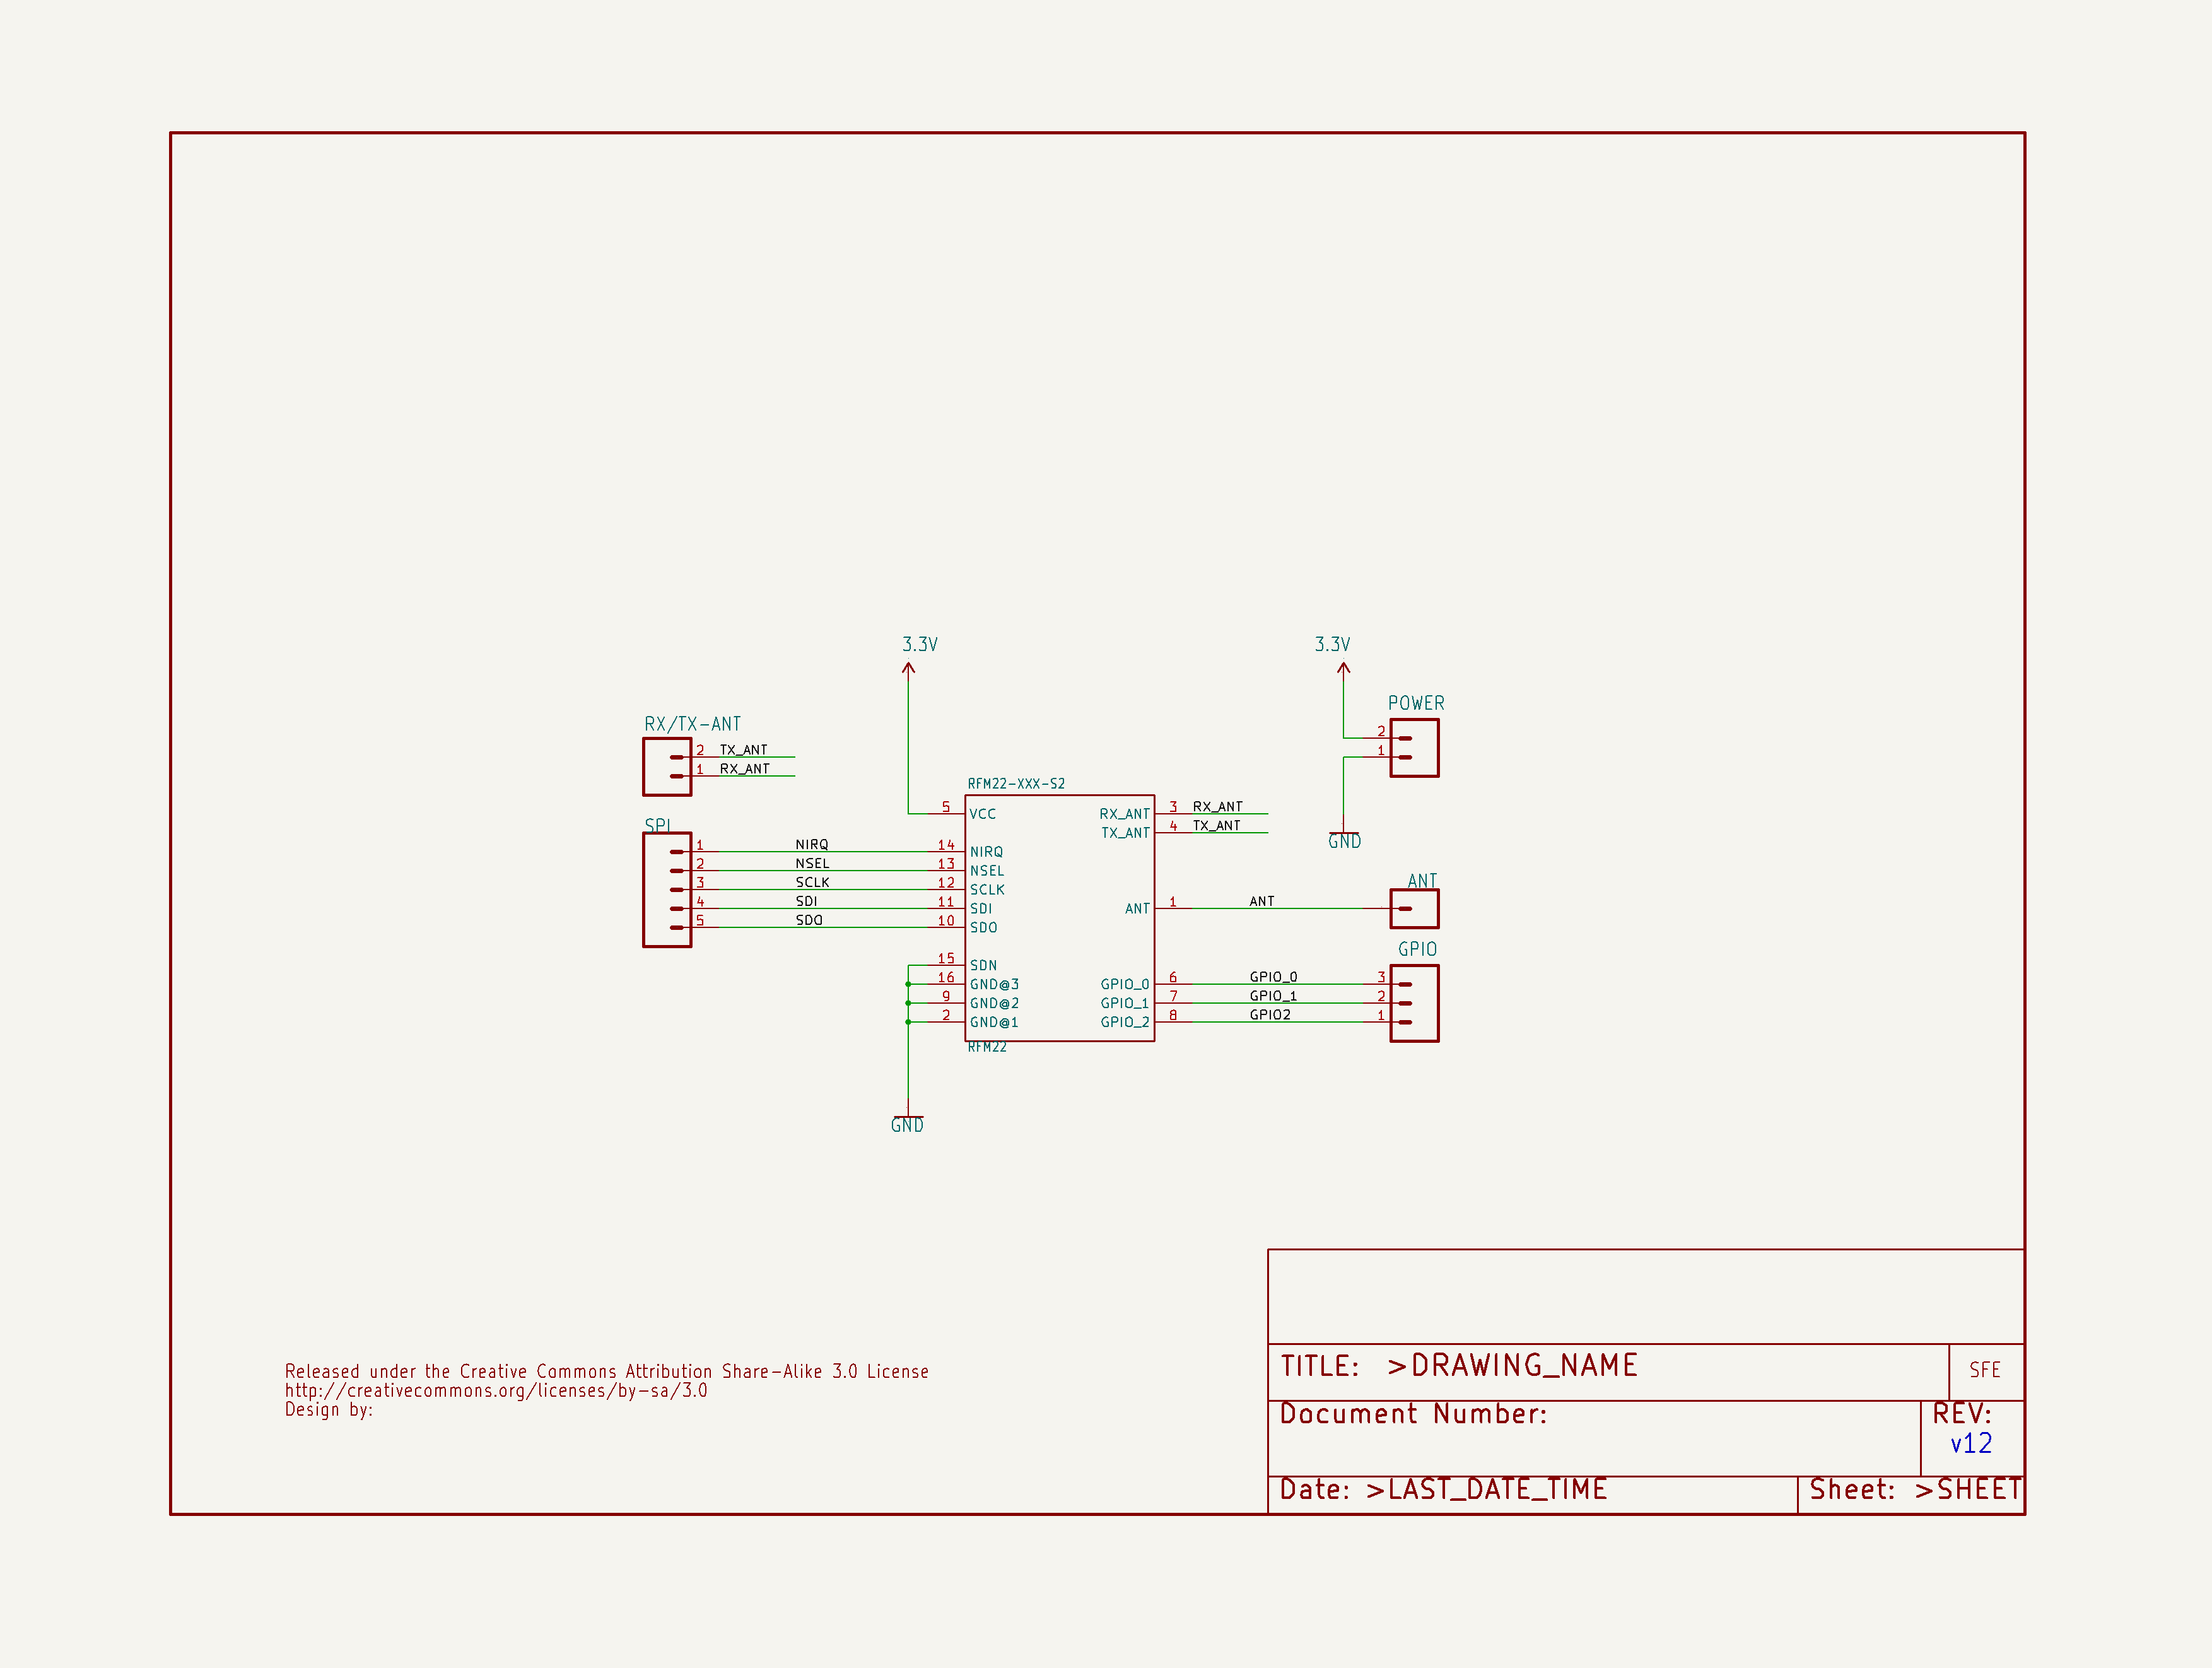 3.3V
3.3V
POWER
2
1
GND
RX/TX-ANT
2 TX_ANT
1 RX_ANT
SPI
1 NIRQ 14 NIRQ
2 NSEL 13 NSEL
3 SCLK 12 SCLK
4 SDI 11 SDI
5 SDO 10 SDO
RFM22-XXX-S2
5 VCC
15 SDN
16 GND@3
9 GND@2
2 GND@1
RFM22
GND
RX_ANT 3 RX_ANT
TX_ANT 4 TX_ANT
ANT
ANT 1 ANT
GPIO
GPIO_0 6 GPIO_0 3
GPIO_1 7 GPIO_1 2
GPIO_2 8 GPIO2 1
Released under the Creative Commons Attribution Share-Alike 3.0 License
http://creativecommons.org/licenses/by-sa/3.0
Design by:
TITLE: >DRAWING_NAME
SFE
Document Number:
REV:
v12
Date: >LAST_DATE_TIME
Sheet: >SHEET